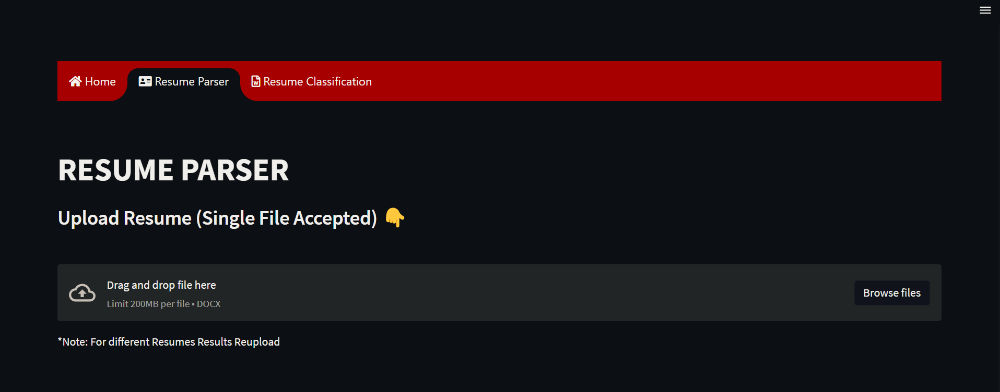 Home Resume Parser Resume Classification
RESUME PARSER
Upload Resume (Single File Accepted) 👇
Drag and drop file here
Limit 200MB per file • DOCX
Browse files
*Note: For different Resumes Results Reupload